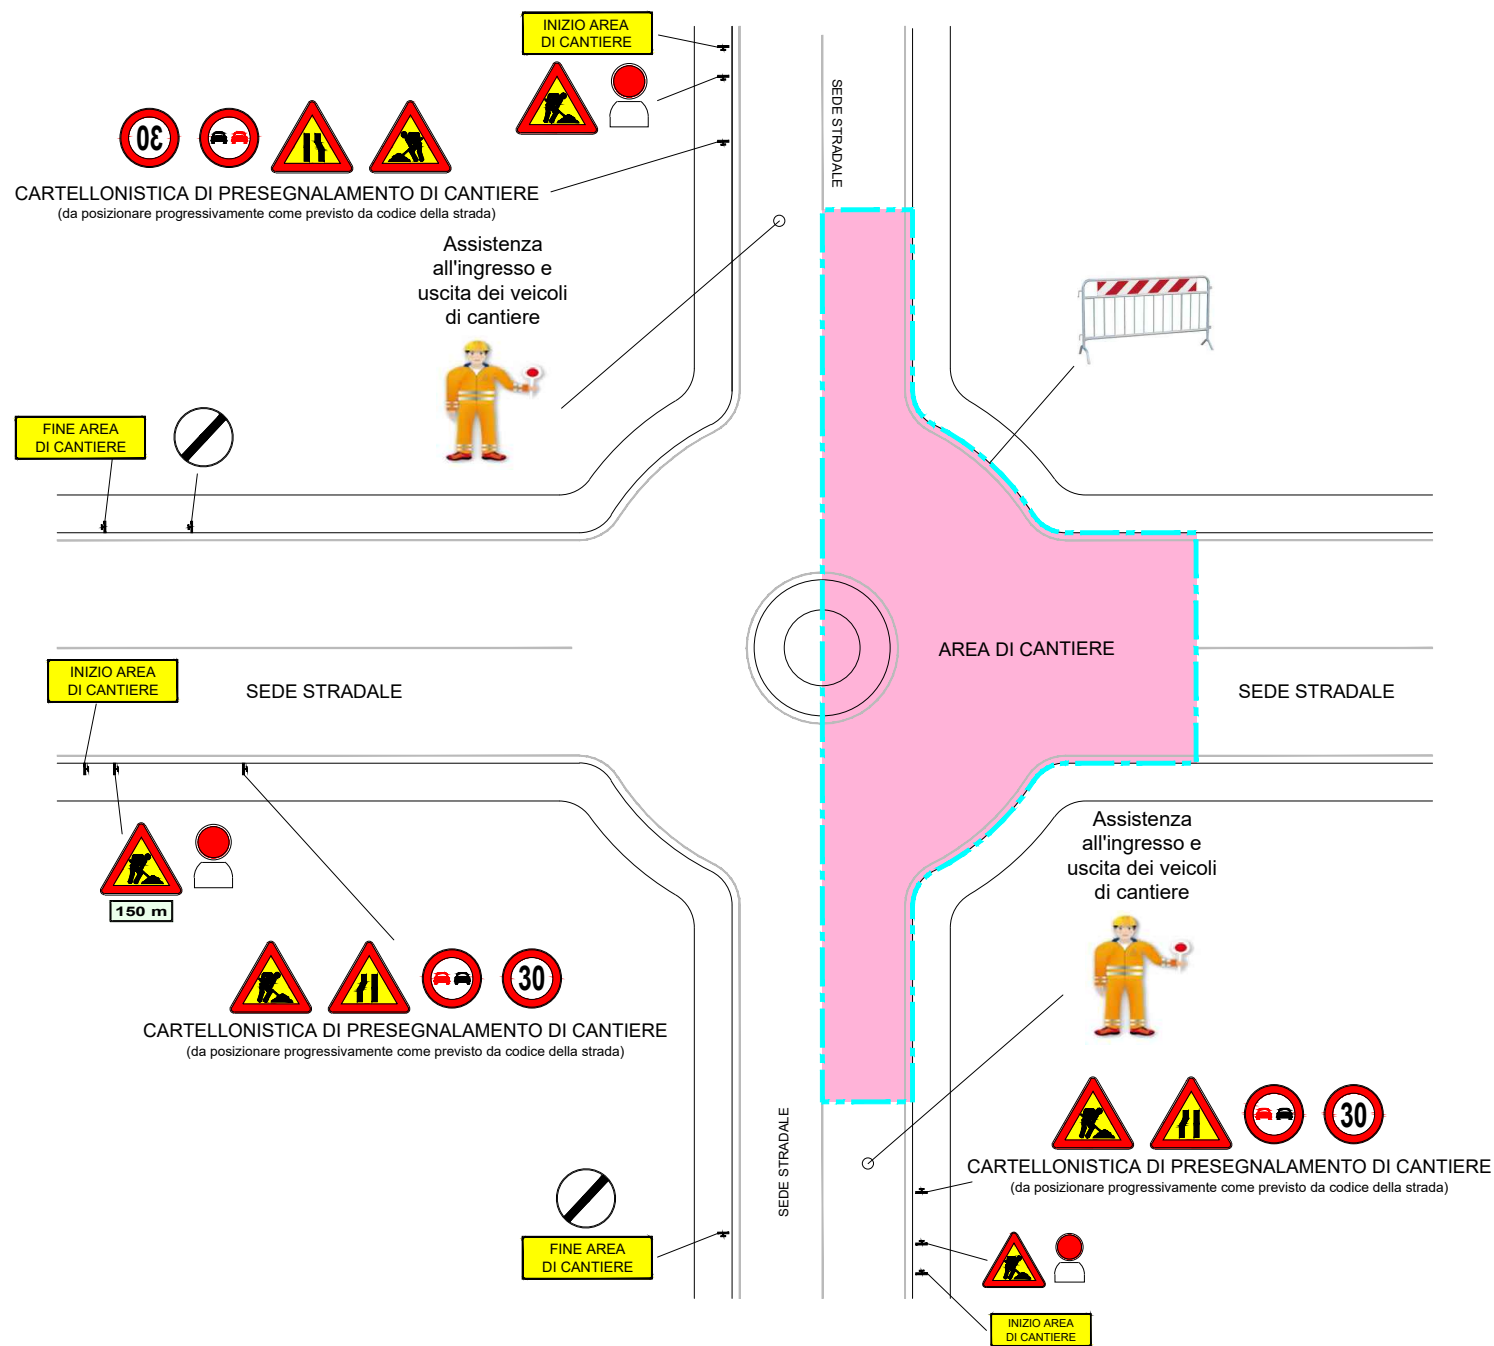 INIZIO AREA
DI CANTIERE
SEDE STRADALE
30
CARTELLONISTICA DI PRESEGNALAMENTO DI CANTIERE
(da posizionare progressivamente come previsto da codice della strada)
Assistenza
all'ingresso e
uscita dei veicoli
di cantiere
FINE AREA
DI CANTIERE
INIZIO AREA
DI CANTIERE
SEDE STRADALE
AREA DI CANTIERE
SEDE STRADALE
150 m
Assistenza
all'ingresso e
uscita dei veicoli
di cantiere
30
CARTELLONISTICA DI PRESEGNALAMENTO DI CANTIERE
(da posizionare progressivamente come previsto da codice della strada)
30
CARTELLONISTICA DI PRESEGNALAMENTO DI CANTIERE
(da posizionare progressivamente come previsto da codice della strada)
SEDE STRADALE
FINE AREA
DI CANTIERE
INIZIO AREA
DI CANTIERE